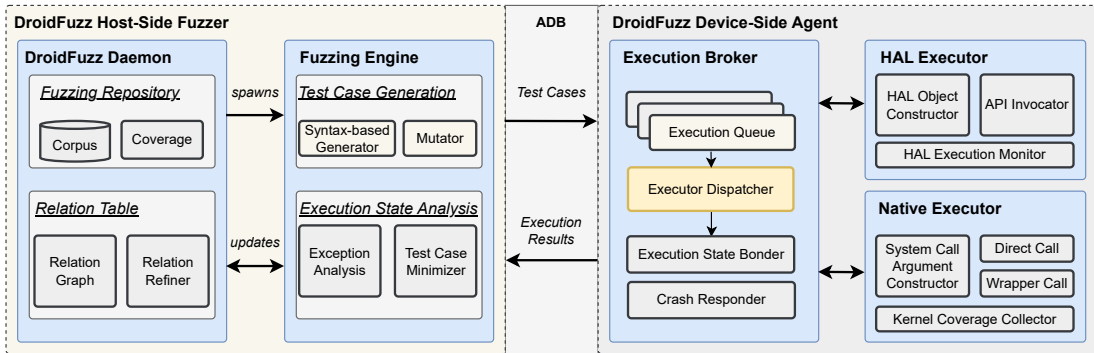 DroidFuzz Host-Side Fuzzer
DroidFuzz Daemon
Fuzzing Repository
Corpus
Coverage
Relation Table
Relation
Graph
Relation
Refiner
spawns
updates
Fuzzing Engine
Test Case Generation
Syntax-based
Generator
Mutator
Execution State Analysis
Exception
Analysis
Test Case
Minimizer
ADB
Test Cases
Execution
Results
DroidFuzz Device-Side Agent
Execution Broker
Execution Queue
Executor Dispatcher
Execution State Bonder
Crash Responder
HAL Executor
HAL Object
Constructor
API Invocator
HAL Execution Monitor
Native Executor
System Call
Argument
Constructor
Direct Call
Wrapper Call
Kernel Coverage Collector